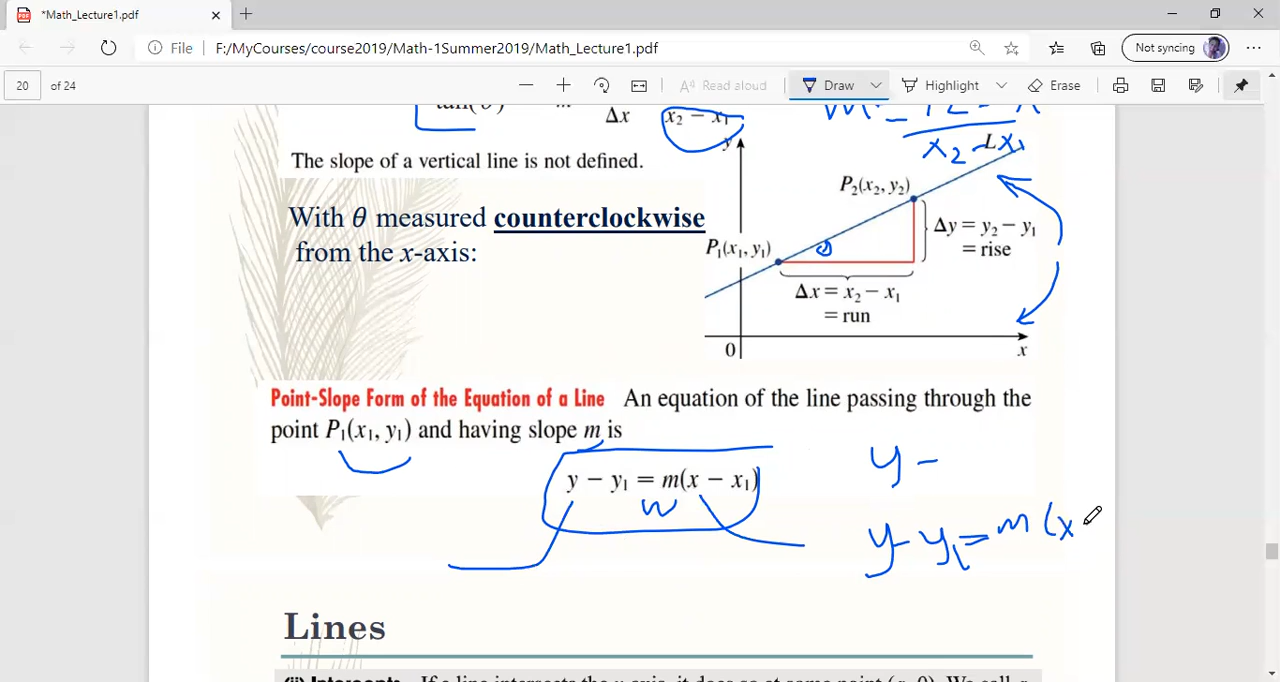 *Math_Lecture1.pdf
File F:/MyCourses/course2019/Math-1Summer2019/Math_Lecture1.pdf Not syncing
20 of 24 Read aloud Draw Highlight Erase
Δx x₂ − x₁
m =
x₂ − x₁
The slope of a vertical line is not defined.
y
L
P₂(x₂, y₂)
With θ measured counterclockwise
from the x-axis:
P₁(x₁, y₁)
Δy = y₂ − y₁
= rise
Δx = x₂ − x₁
= run
0
x
Point-Slope Form of the Equation of a Line An equation of the line passing through the
point P₁(x₁, y₁) and having slope m is
y − y₁ = m(x − x₁)
y −
y − y₁ = m (x
Lines